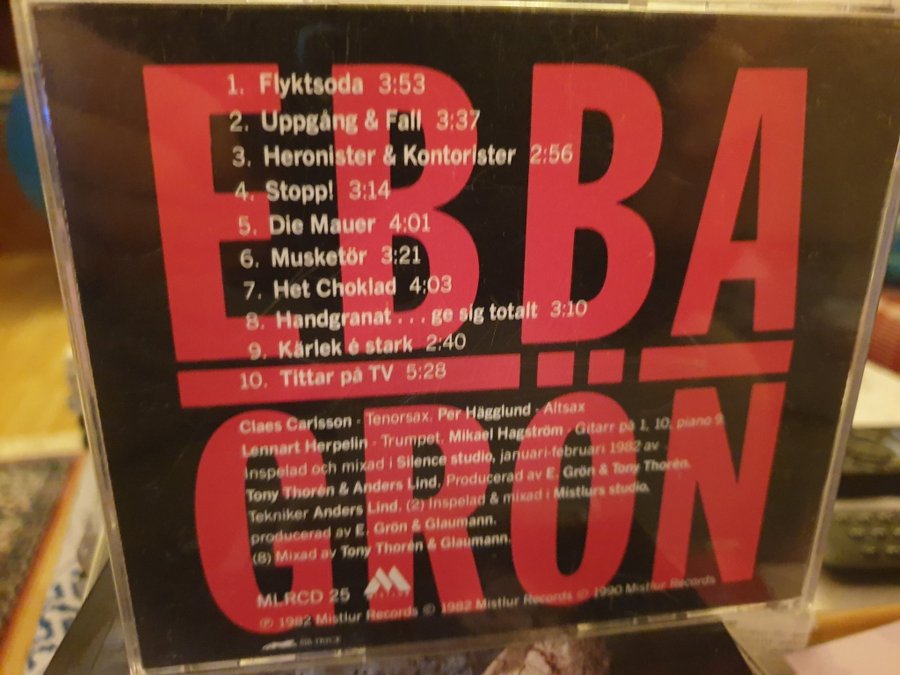 EBBA
GRÖN
1. Flyktsoda 3:53
2. Uppgång & Fall 3:37
3. Heronister & Kontorister 2:56
4. Stopp! 3:14
5. Die Mauer 4:01
6. Musketör 3:21
7. Het Choklad 4;03
8. Handgranat . . . ge sig totalt 3:10
9. Kärlek é stark 2:40
10. Tittar på TV 5:28
Claes Carlsson - Tenorsax. Per Hägglund - Altsax
Lennart Herpelin - Trumpet. Mikael Hagström - Gitarr på 1, 10, piano 9
Inspelad och mixad i Silence studio, januari-februari 1982 av
Tony Thorén & Anders Lind. Producerad av E. Grön & Tony Thorén.
Tekniker Anders Lind. (2) Inspelad & mixad i Mistlurs studio,
producerad av E. Grön & Glaumann.
(8) Mixad av Tony Thorén & Glaumann.
MLRCD 25
℗ 1982 Mistlur Records © 1982 Mistlur Records © 1990 Mistlur Records